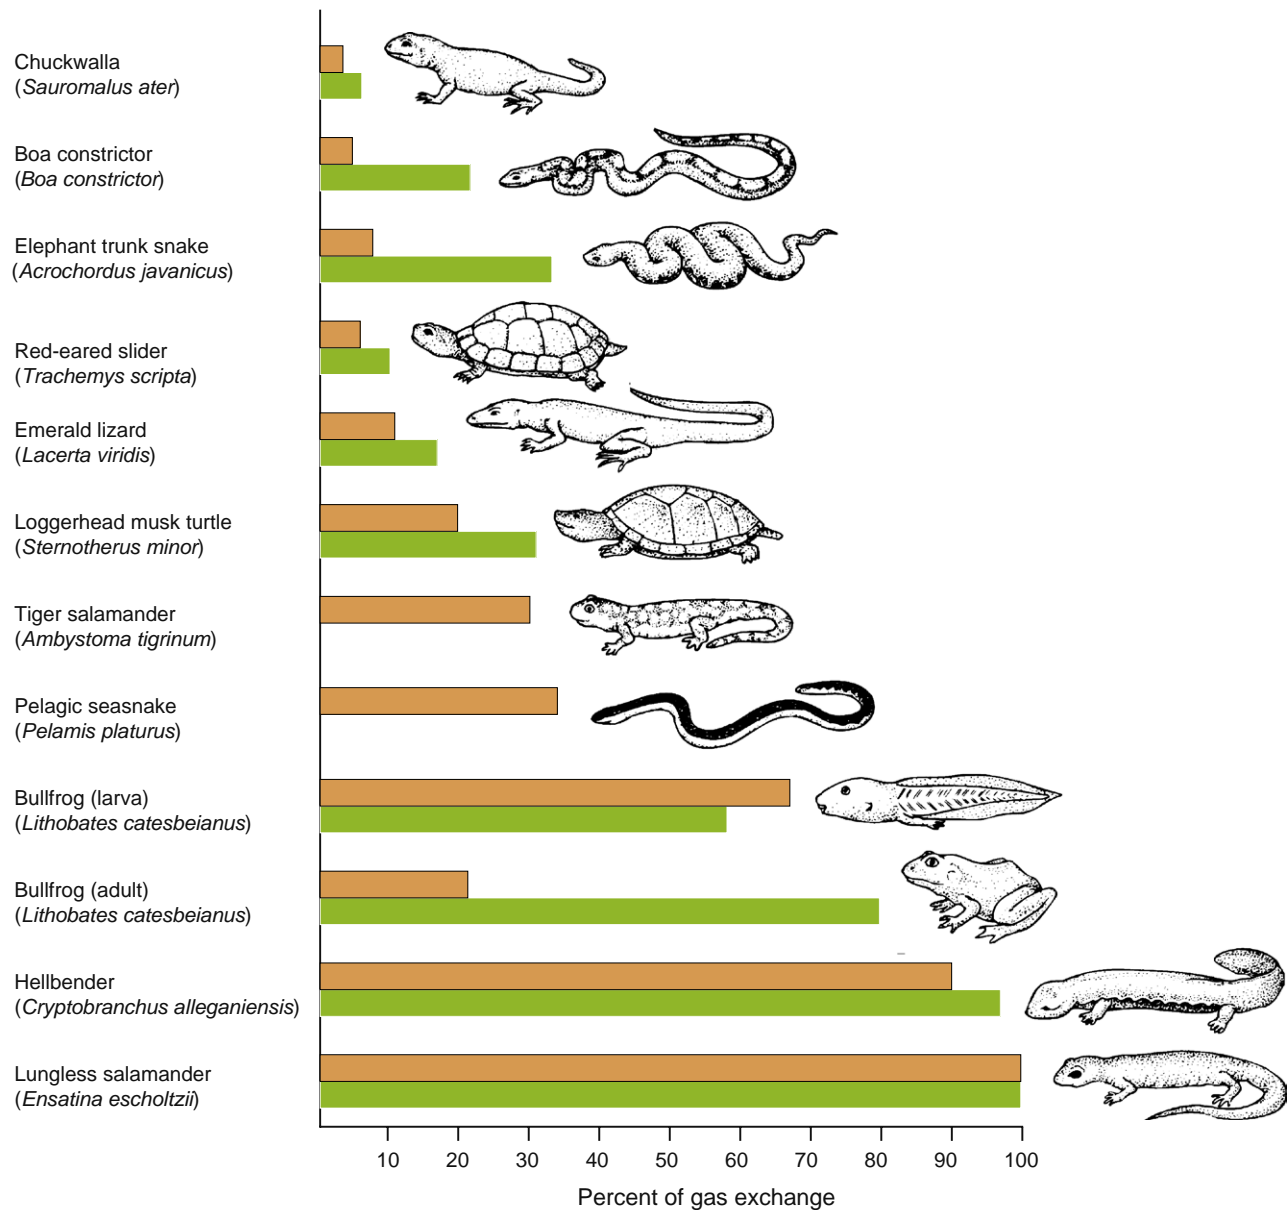 Chuckwalla
(Sauromalus ater)
Boa constrictor
(Boa constrictor)
Elephant trunk snake
(Acrochordus javanicus)
Red-eared slider
(Trachemys scripta)
Emerald lizard
(Lacerta viridis)
Loggerhead musk turtle
(Sternotherus minor)
Tiger salamander
(Ambystoma tigrinum)
Pelagic seasnake
(Pelamis platurus)
Bullfrog (larva)
(Lithobates catesbeianus)
Bullfrog (adult)
(Lithobates catesbeianus)
Hellbender
(Cryptobranchus alleganiensis)
Lungless salamander
(Ensatina escholtzii)
10 20 30 40 50 60 70 80 90 100
Percent of gas exchange